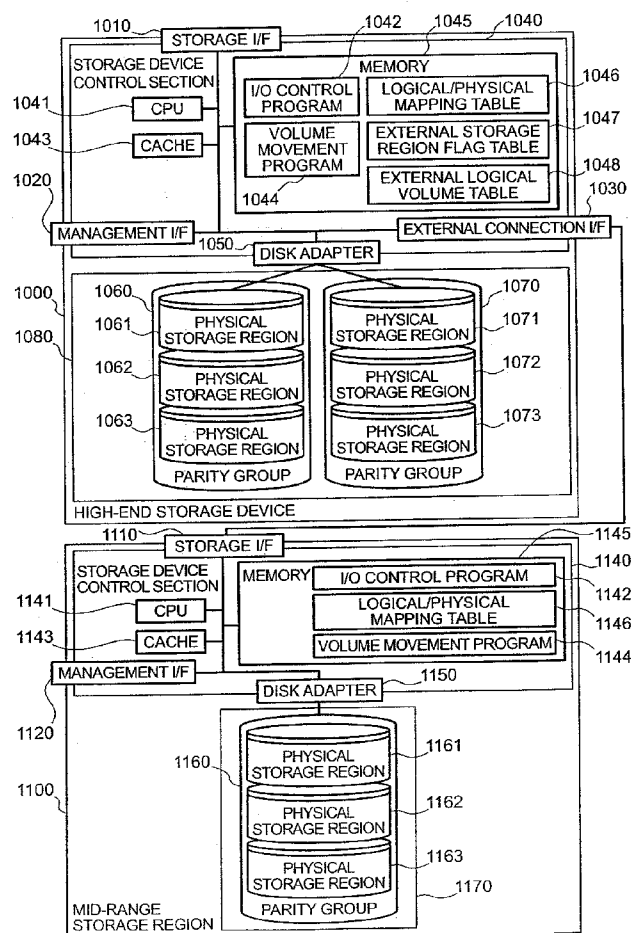 1010
1042
1045
1040
STORAGE I/F
STORAGE DEVICE
CONTROL SECTION
MEMORY
1046
1041
CPU
I/O CONTROL
PROGRAM
LOGICAL/PHYSICAL
MAPPING TABLE
1047
1043
CACHE
VOLUME
MOVEMENT
PROGRAM
EXTERNAL STORAGE
REGION FLAG TABLE
1048
1044
EXTERNAL LOGICAL
VOLUME TABLE
1020
1030
MANAGEMENT I/F
1050
EXTERNAL CONNECTION I/F
DISK ADAPTER
1000
1060
1070
1080
1061
PHYSICAL
STORAGE REGION
PHYSICAL
STORAGE REGION
1071
1062
PHYSICAL
STORAGE REGION
PHYSICAL
STORAGE REGION
1072
1063
PHYSICAL
STORAGE REGION
PHYSICAL
STORAGE REGION
1073
PARITY GROUP
PARITY GROUP
HIGH-END STORAGE DEVICE
1110
1145
STORAGE I/F
1140
STORAGE DEVICE
CONTROL SECTION
MEMORY
I/O CONTROL PROGRAM
1142
1141
CPU
LOGICAL/PHYSICAL
MAPPING TABLE
1146
1143
CACHE
VOLUME MOVEMENT PROGRAM
1144
MANAGEMENT I/F
1120
DISK ADAPTER
1150
1160
PHYSICAL
STORAGE REGION
1161
1100
PHYSICAL
STORAGE REGION
1162
PHYSICAL
STORAGE REGION
1163
PARITY GROUP
1170
MID-RANGE
STORAGE REGION